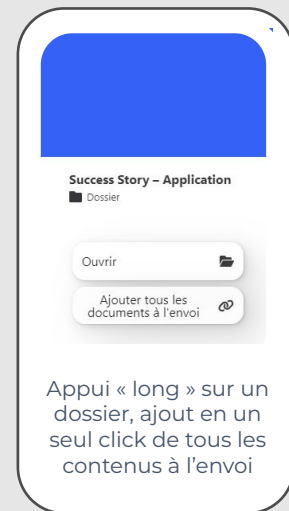 Success Story – Application
Dossier
Ouvrir
Ajouter tous les
documents à l'envoi
Appui « long » sur un
dossier, ajout en un
seul click de tous les
contenus à l’envoi